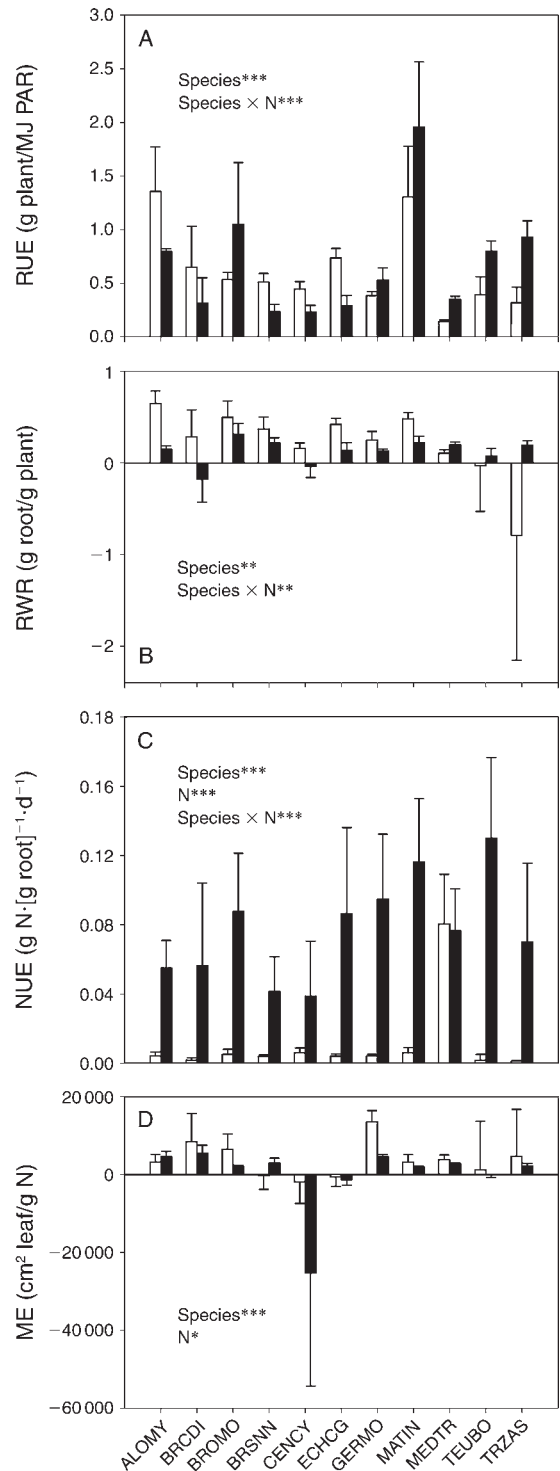 A
Species***
Species × N***
RUE (g plant/MJ PAR)
3.0
2.5
2.0
1.5
1.0
0.5
0.0
RWR (g root/g plant)
1
0
−1
−2
Species**
Species × N**
B
C
Species***
N***
Species × N***
NUE (g N·[g root]⁻¹·d⁻¹)
0.18
0.16
0.12
0.08
0.04
0.00
D
ME (cm² leaf/g N)
20 000
0
−20 000
−40 000
−60 000
Species***
N*
ALOMY
BRCDI
BROMO
BRSNN
CENCY
ECHCG
GERMO
MATIN
MEDTR
TEUBO
TRZAS